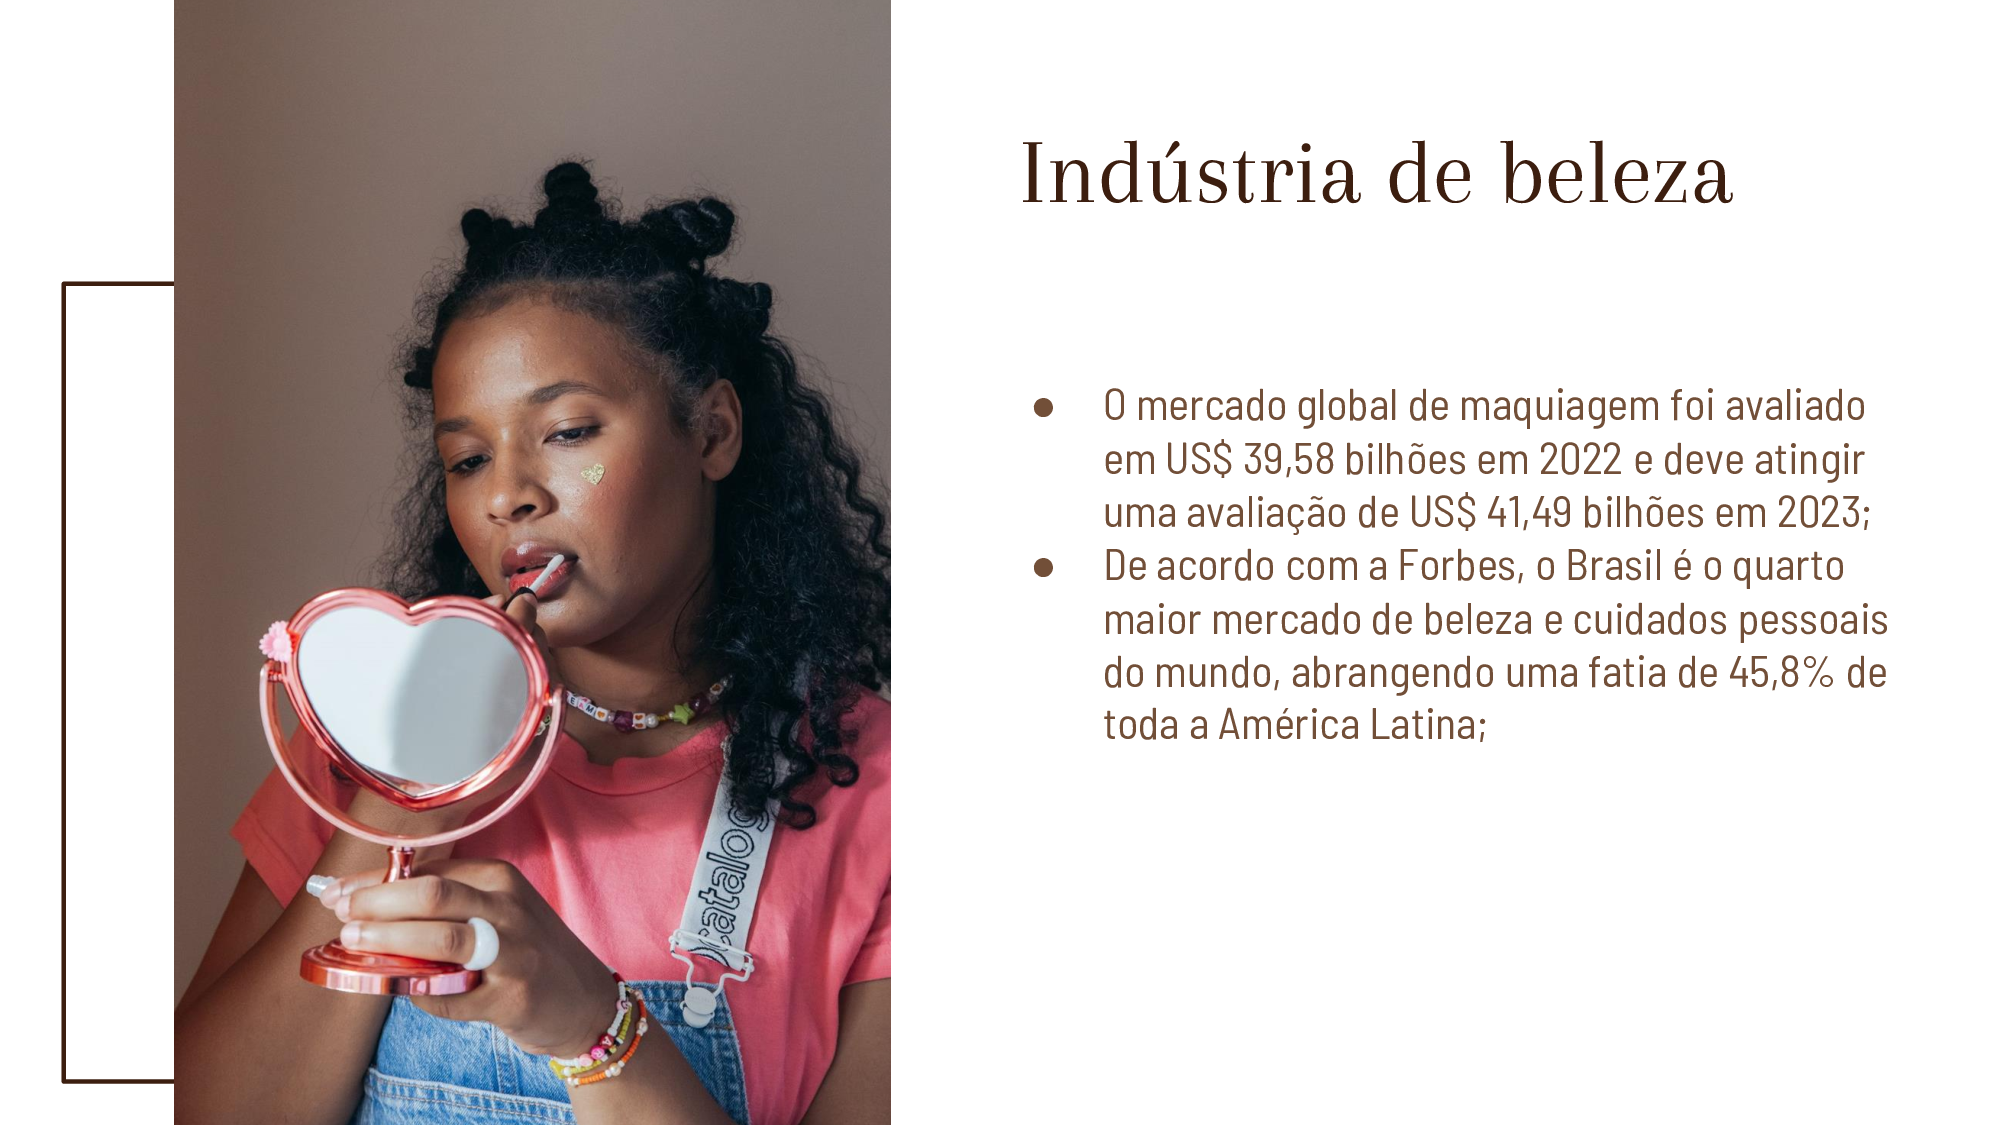 Indústria de beleza
● O mercado global de maquiagem foi avaliado
em US$ 39,58 bilhões em 2022 e deve atingir
uma avaliação de US$ 41,49 bilhões em 2023;
● De acordo com a Forbes, o Brasil é o quarto
maior mercado de beleza e cuidados pessoais
do mundo, abrangendo uma fatia de 45,8% de
toda a América Latina;